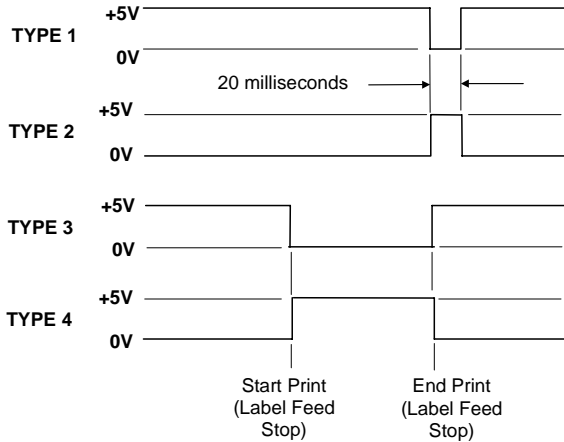 +5V
TYPE 1
0V
20 milliseconds
+5V
TYPE 2
0V
+5V
TYPE 3
0V
+5V
TYPE 4
0V
Start Print
(Label Feed
Stop)
End Print
(Label Feed
Stop)